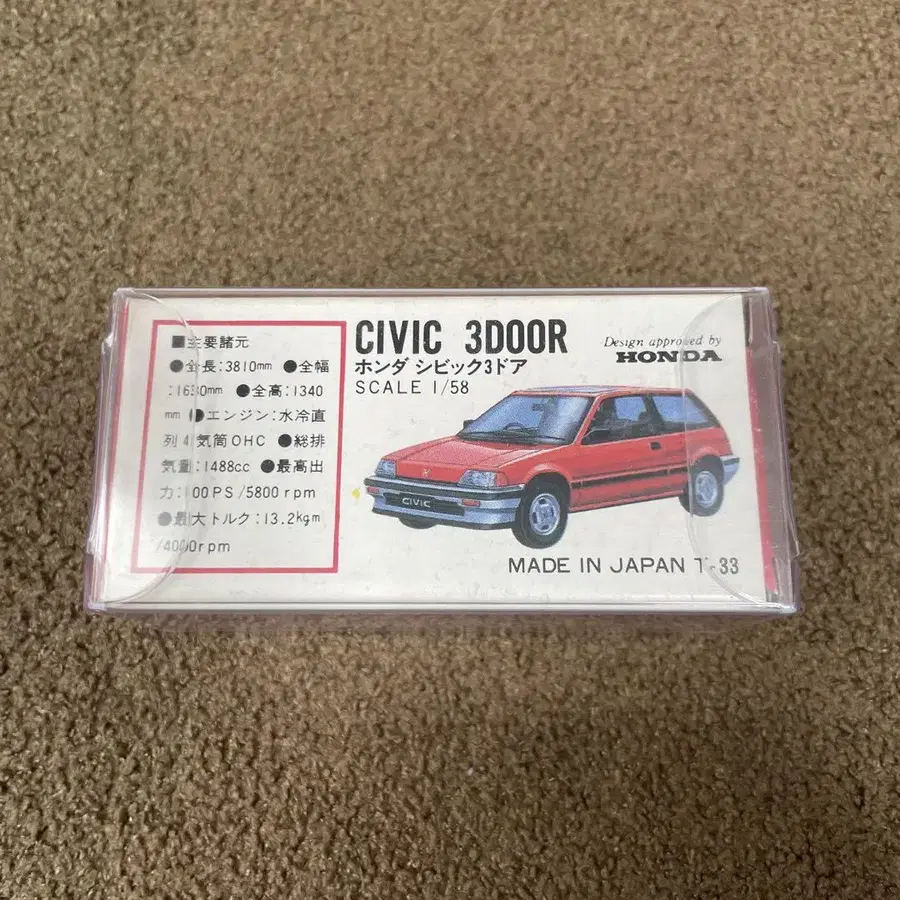 ■主要諸元
●全長:3810mm ●全幅
:1630mm ●全高:1340
mm ●エンジン:水冷直
列4気筒OHC ●総排
気量:1488cc ●最高出
力:100PS/5800rpm
●最大トルク:13.2kgm
/4000rpm
CIVIC 3DOOR
ホンダ シビック3ドア
SCALE 1/58
Design approved by
HONDA
CIVIC
MADE IN JAPAN T-33